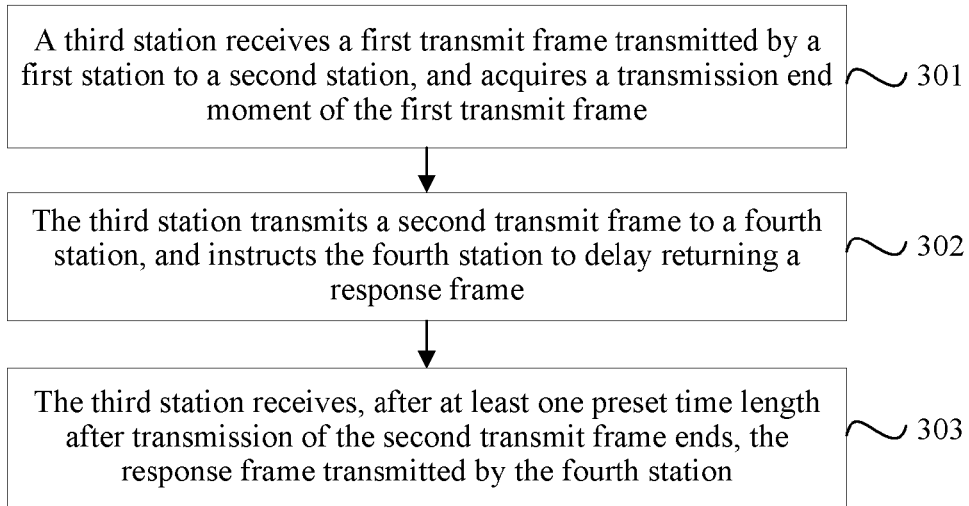 A third station receives a first transmit frame transmitted by a
first station to a second station, and acquires a transmission end
moment of the first transmit frame
301
The third station transmits a second transmit frame to a fourth
station, and instructs the fourth station to delay returning a
response frame
302
The third station receives, after at least one preset time length
after transmission of the second transmit frame ends, the
response frame transmitted by the fourth station
303